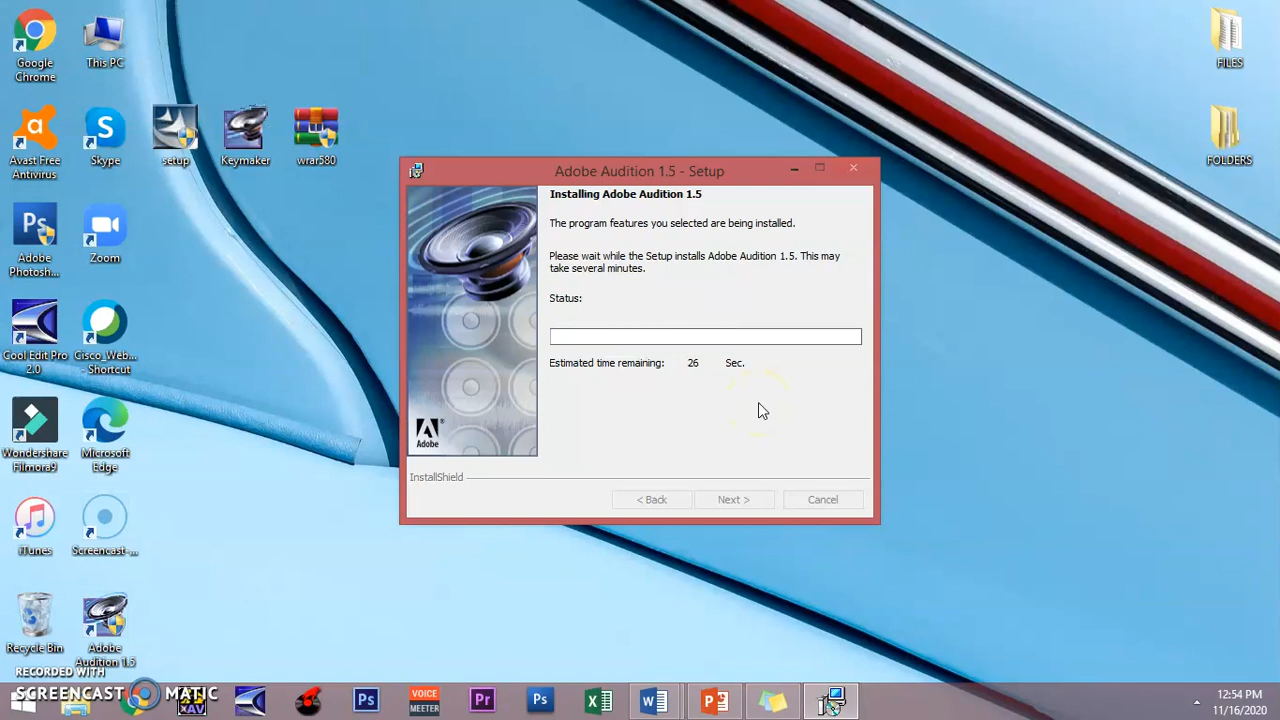 Google
Chrome
This PC
FILES
Avast Free
Antivirus
Skype
setup
Keymaker
wrar580
FOLDERS
Adobe
Photosh...
Zoom
Cool Edit Pro
2.0
Cisco_Web...
- Shortcut
Wondershare
Filmora9
Microsoft
Edge
iTunes
Screencast-...
Recycle Bin
Adobe
Audition 1.5
Adobe Audition 1.5 - Setup
Installing Adobe Audition 1.5
The program features you selected are being installed.
Please wait while the Setup installs Adobe Audition 1.5. This may
take several minutes.
Status:
Estimated time remaining: 26 Sec.
Adobe
InstallShield
< Back
Next >
Cancel
RECORDED WITH
SCREENCAST MATIC
VOICE
MEETER
12:54 PM
11/16/2020